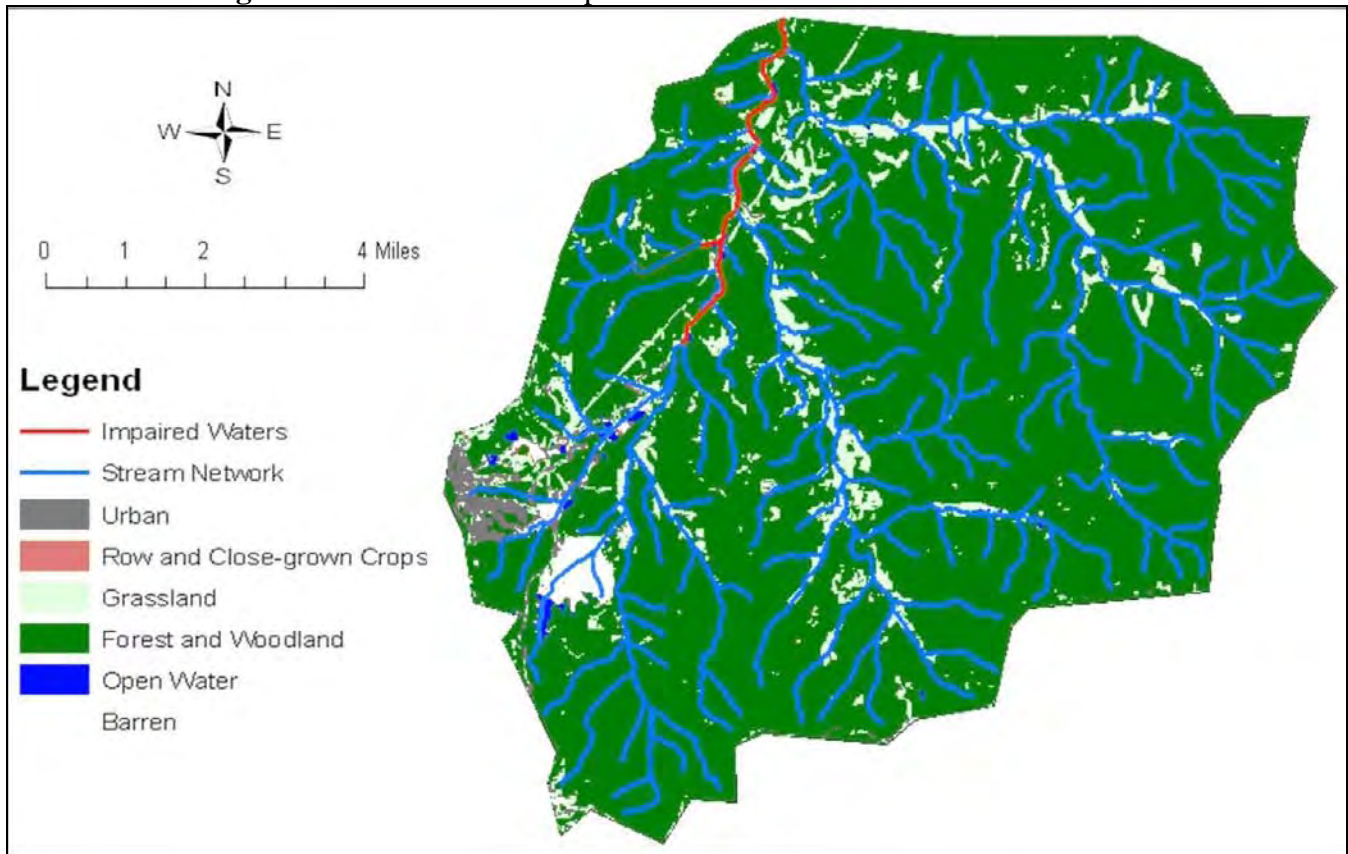 N
W E
S
0 1 2 4 Miles
Legend
Impaired Waters
Stream Network
Urban
Row and Close-grown Crops
Grassland
Forest and Woodland
Open Water
Barren